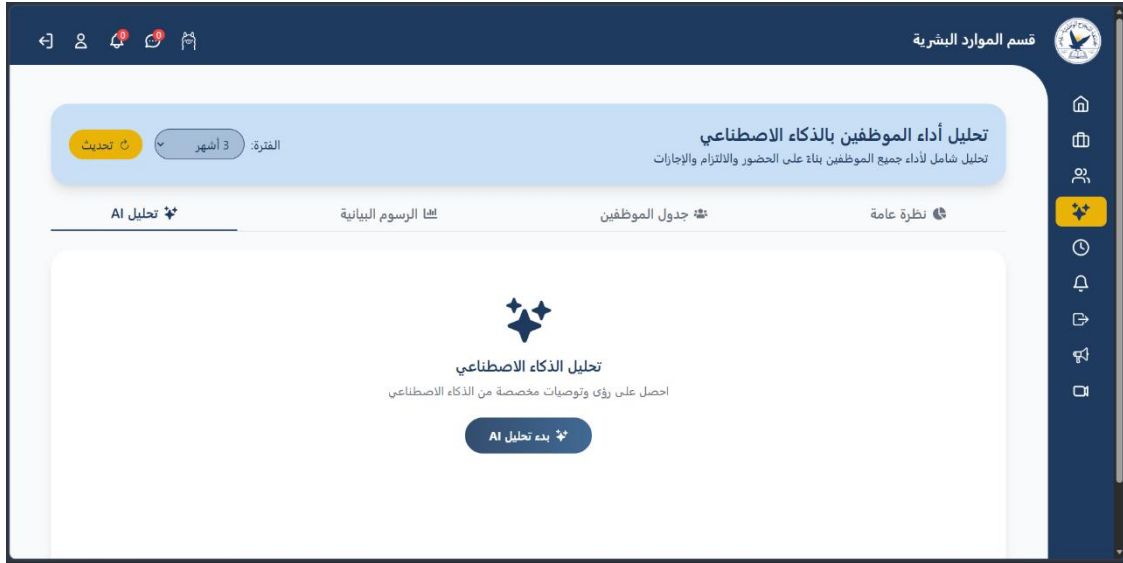 قسم الموارد البشرية
0
0
تحليل أداء الموظفين بالذكاء الاصطناعي
تحليل شامل لأداء جميع الموظفين بناءً على الحضور والالتزام والإجازات
الفترة:
3 أشهر
تحديث
نظرة عامة
جدول الموظفين
الرسوم البيانية
تحليل AI
تحليل الذكاء الاصطناعي
احصل على رؤى وتوصيات مخصصة من الذكاء الاصطناعي
بدء تحليل AI